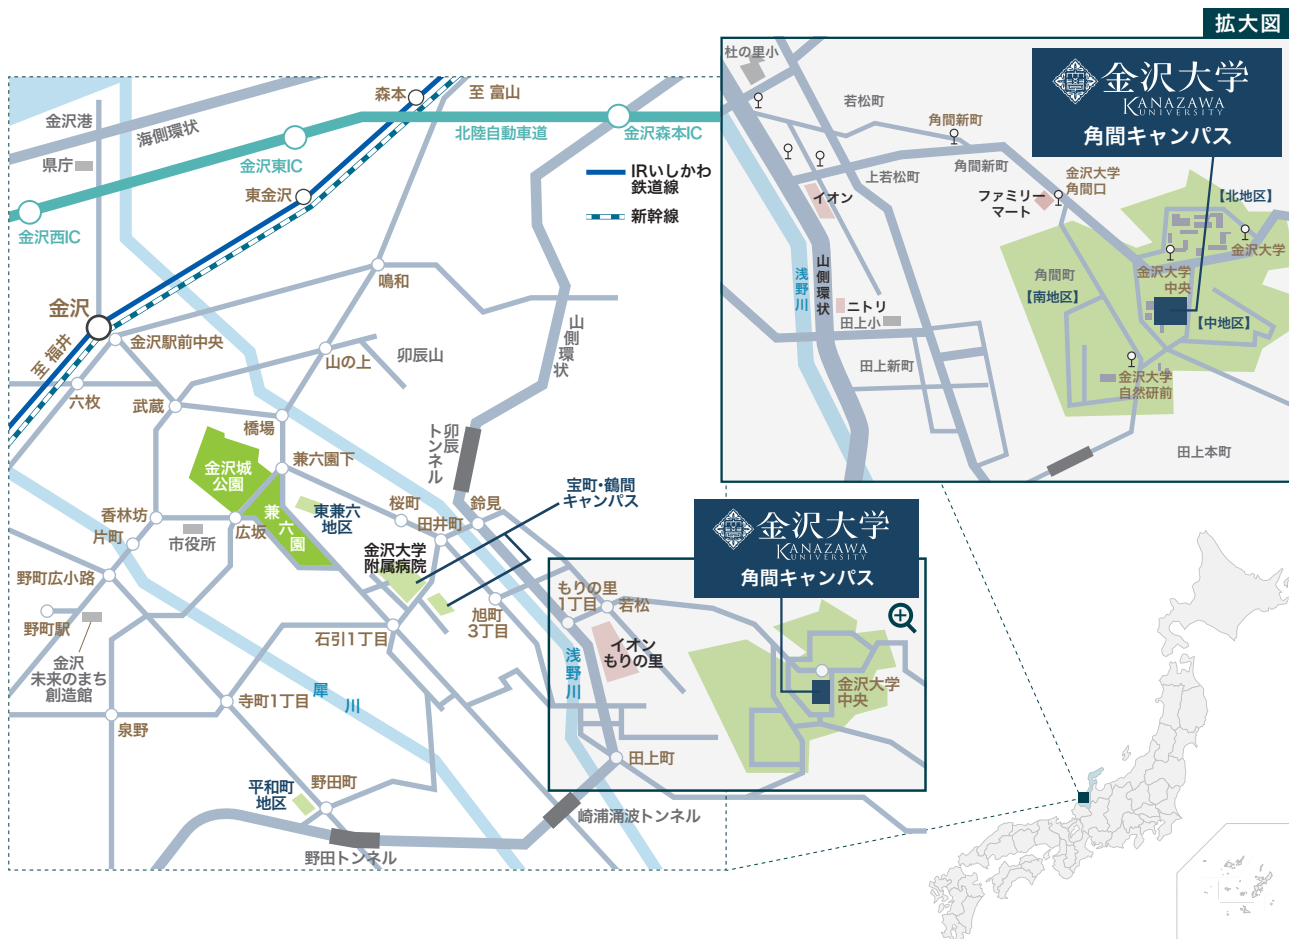 拡大図
杜の里小
若松町
角間新町
角間新町
上若松町
イオン
金沢大学
KANAZAWA
UNIVERSITY
角間キャンパス
金沢大学
角間口
ファミリー
マート
【北地区】
金沢大学
角間町
【南地区】
金沢大学
中央
【中地区】
浅野川
山側環状
ニトリ
田上小
田上新町
金沢大学
自然研前
田上本町
森本
至 富山
金沢港
海側環状
県庁
北陸自動車道
金沢森本IC
金沢東IC
東金沢
金沢西IC
IRいしかわ
鉄道線
新幹線
鳴和
金沢
金沢駅前中央
至 福井
山の上
卯辰山
山側環状
六枚
武蔵
橋場
卯辰
トンネル
兼六園下
金沢城
公園
宝町・鶴間
キャンパス
香林坊
片町
市役所
広坂
兼六園
東兼六
地区
桜町
鈴見
田井町
金沢大学
附属病院
野町広小路
野町駅
金沢
未来のまち
創造館
石引1丁目
旭町
3丁目
金沢大学
KANAZAWA
UNIVERSITY
角間キャンパス
もりの里
1丁目
若松
イオン
もりの里
浅野川
金沢大学
中央
田上町
泉野
寺町1丁目
犀川
平和町
地区
野田町
崎浦涌波トンネル
野田トンネル